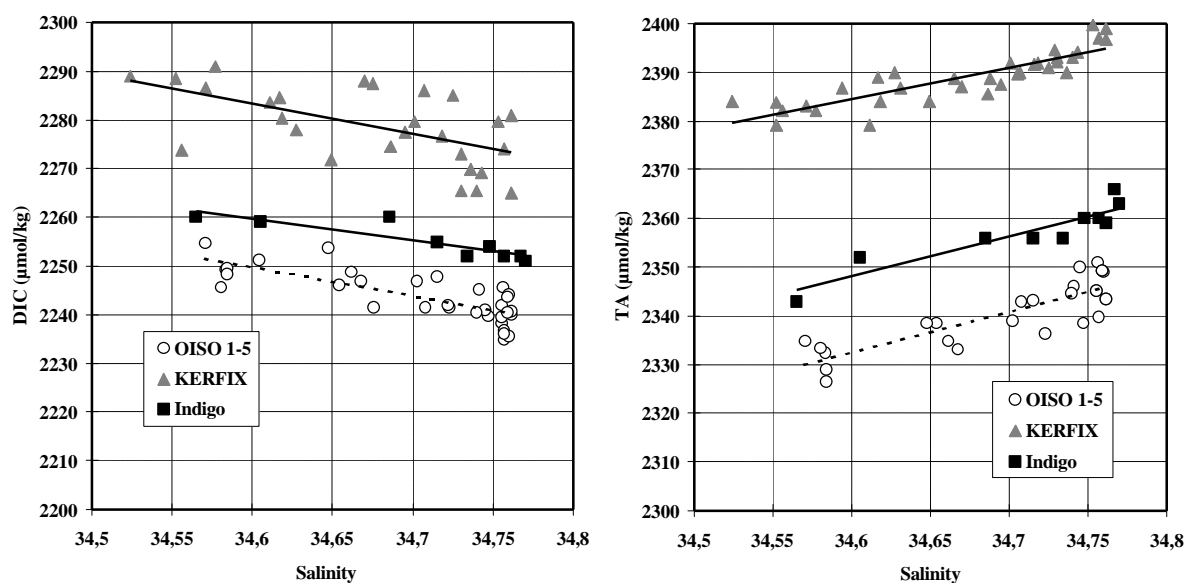 2300
2290
2280
2270
2260
2250
2240
2230
2220
2210
2200
DIC (µmol/kg)
OISO 1-5
KERFIX
Indigo
34,5 34,55 34,6 34,65 34,7 34,75 34,8
Salinity
2400
2390
2380
2370
2360
2350
2340
2330
2320
2310
2300
TA (µmol/kg)
OISO 1-5
KERFIX
Indigo
34,5 34,55 34,6 34,65 34,7 34,75 34,8
Salinity